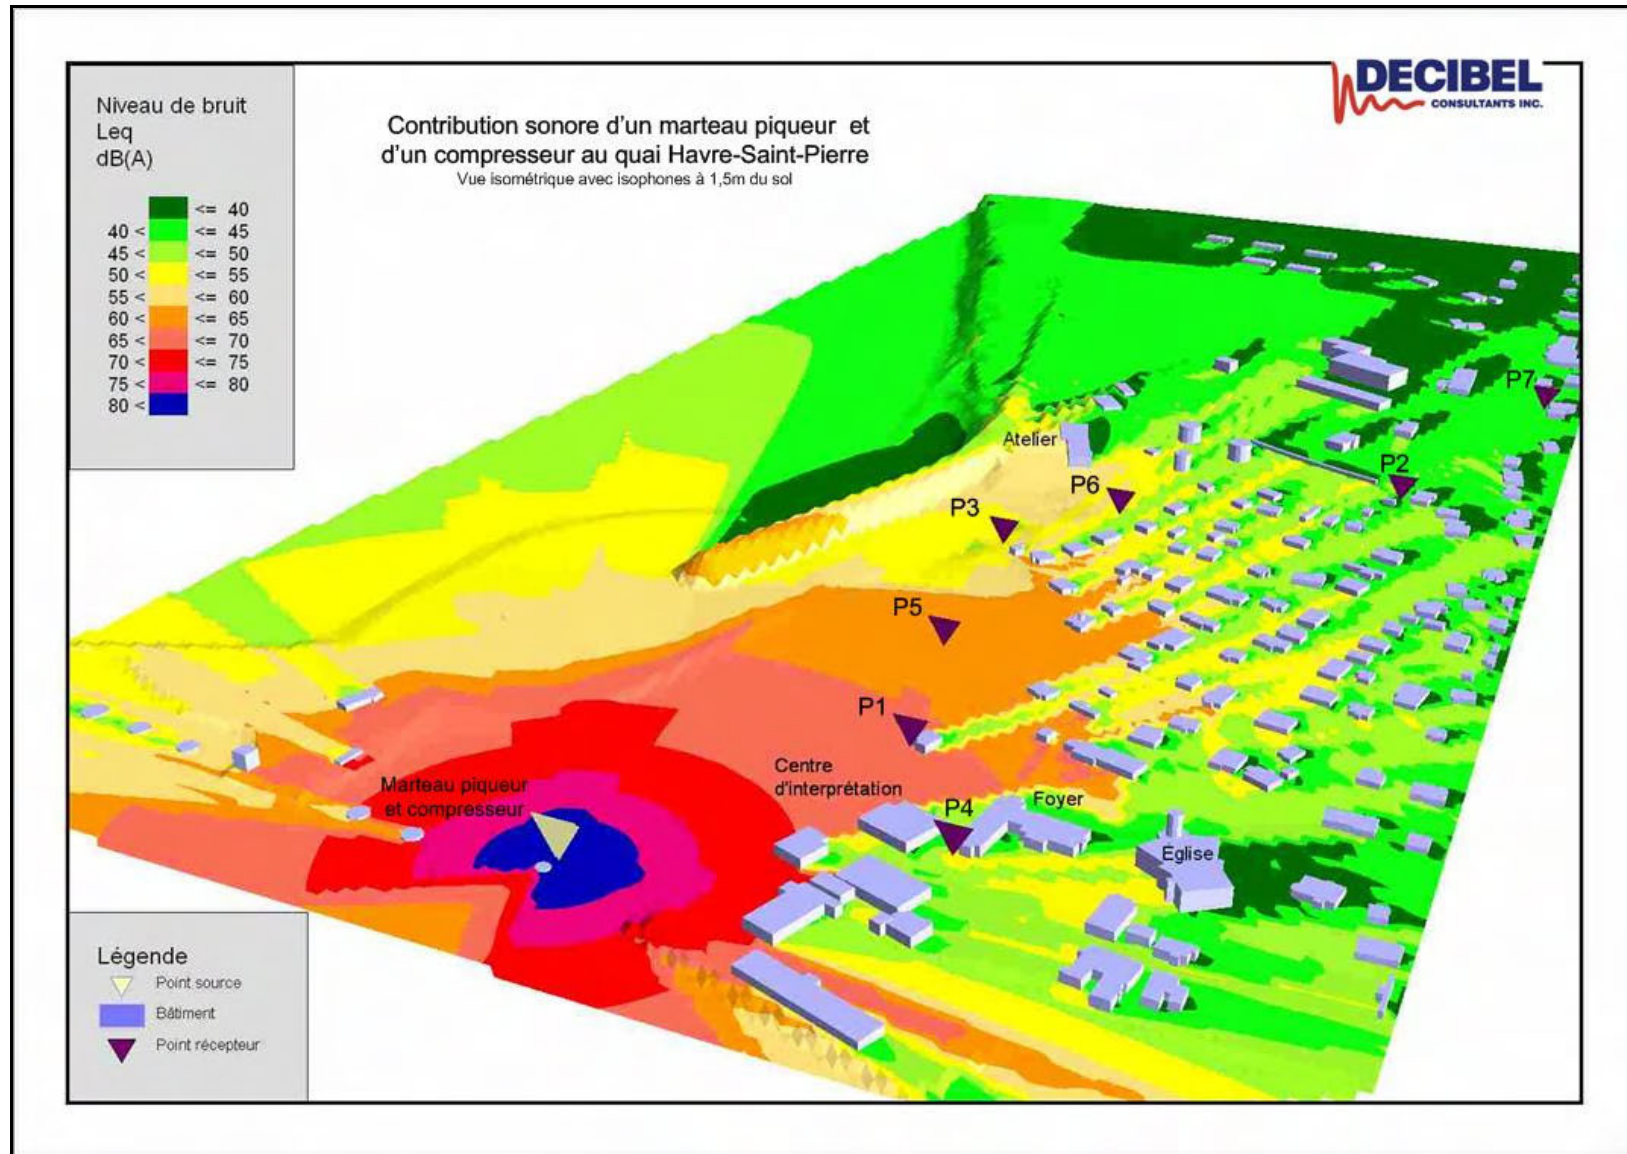 DECIBEL
CONSULTANTS INC.
Niveau de bruit
Leq
dB(A)
<= 40
40 < <= 45
45 < <= 50
50 < <= 55
55 < <= 60
60 < <= 65
65 < <= 70
70 < <= 75
75 < <= 80
80 <
Contribution sonore d'un marteau piqueur et
d'un compresseur au quai Havre-Saint-Pierre
Vue isométrique avec isophones à 1,5m du sol
P7
Atelier
P2
P6
P3
P5
P1
Centre
d'interprétation
Marteau piqueur
et compresseur
Foyer
P4
Église
Légende
Point source
Bâtiment
Point récepteur